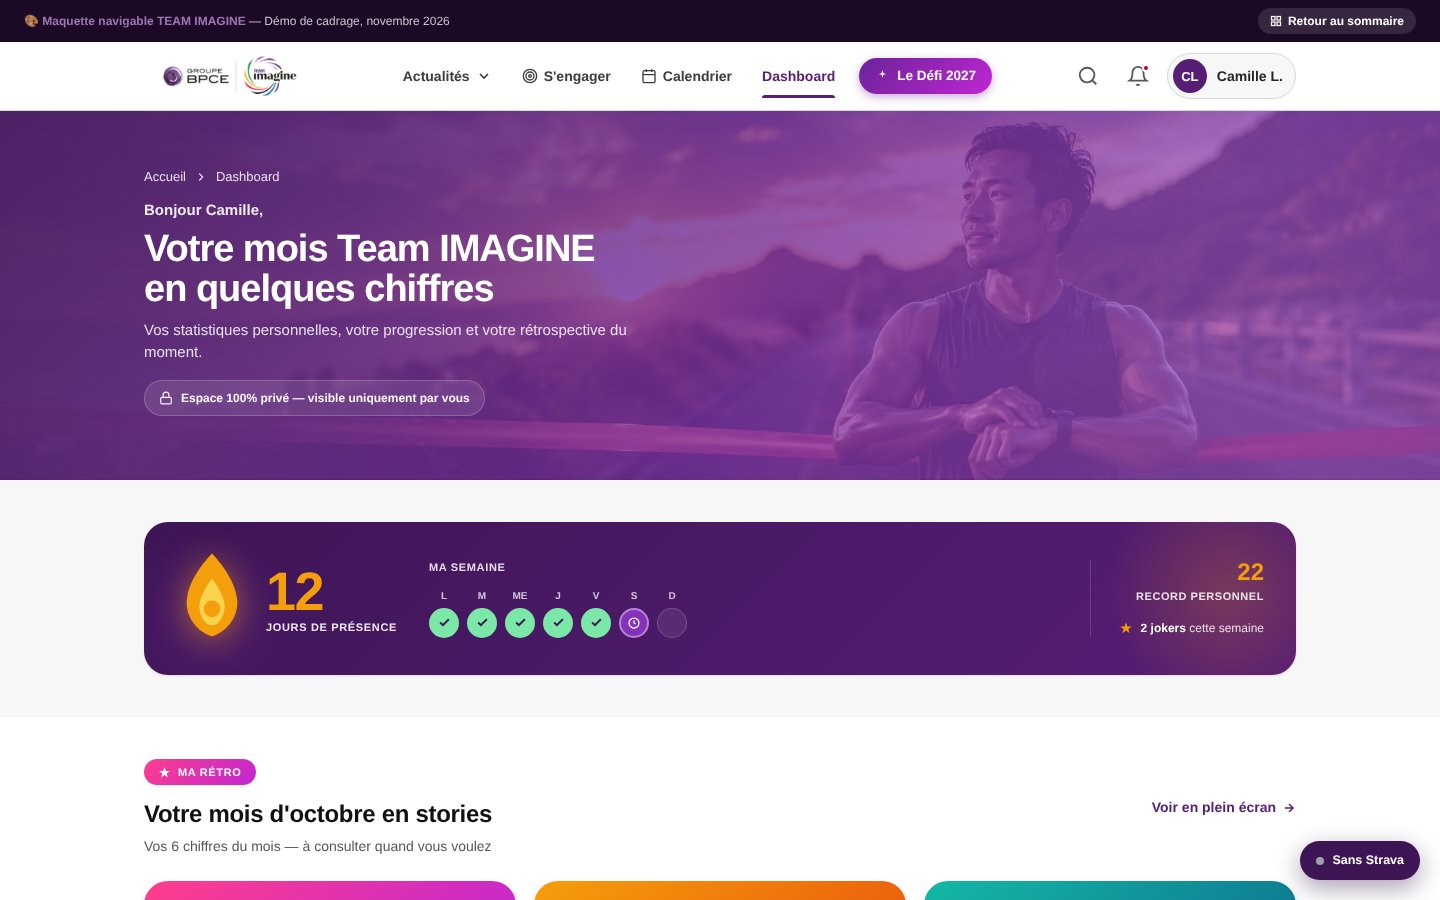 Maquette navigable TEAM IMAGINE — Démo de cadrage, novembre 2026
Retour au sommaire
GROUPE
BPCE
team
imagine
Actualités
S'engager
Calendrier
Dashboard
Le Défi 2027
CL
Camille L.
Accueil
Dashboard
Bonjour Camille,
Votre mois Team IMAGINE
en quelques chiffres
Vos statistiques personnelles, votre progression et votre rétrospective du
moment.
Espace 100% privé — visible uniquement par vous
12
JOURS DE PRÉSENCE
MA SEMAINE
L M ME J V S D
22
RECORD PERSONNEL
2 jokers cette semaine
MA RÉTRO
Votre mois d'octobre en stories
Vos 6 chiffres du mois — à consulter quand vous voulez
Voir en plein écran
Sans Strava